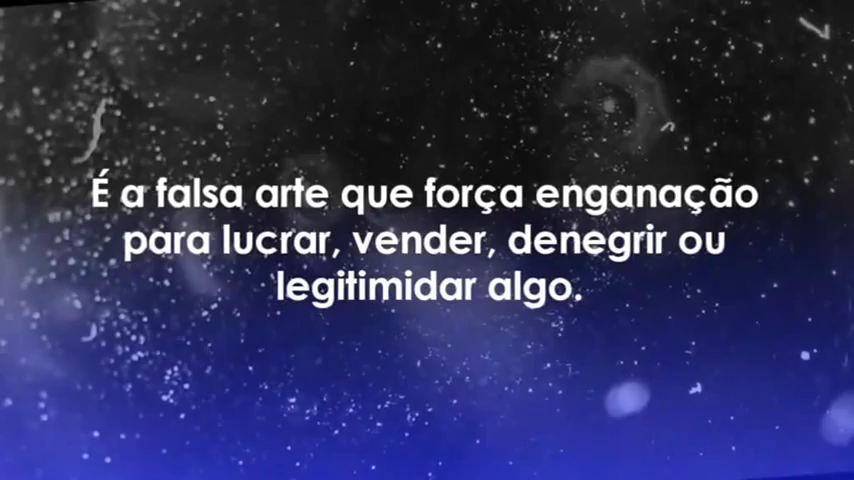 É a falsa arte que força enganação
para lucrar, vender, denegrir ou
legitimidar algo.